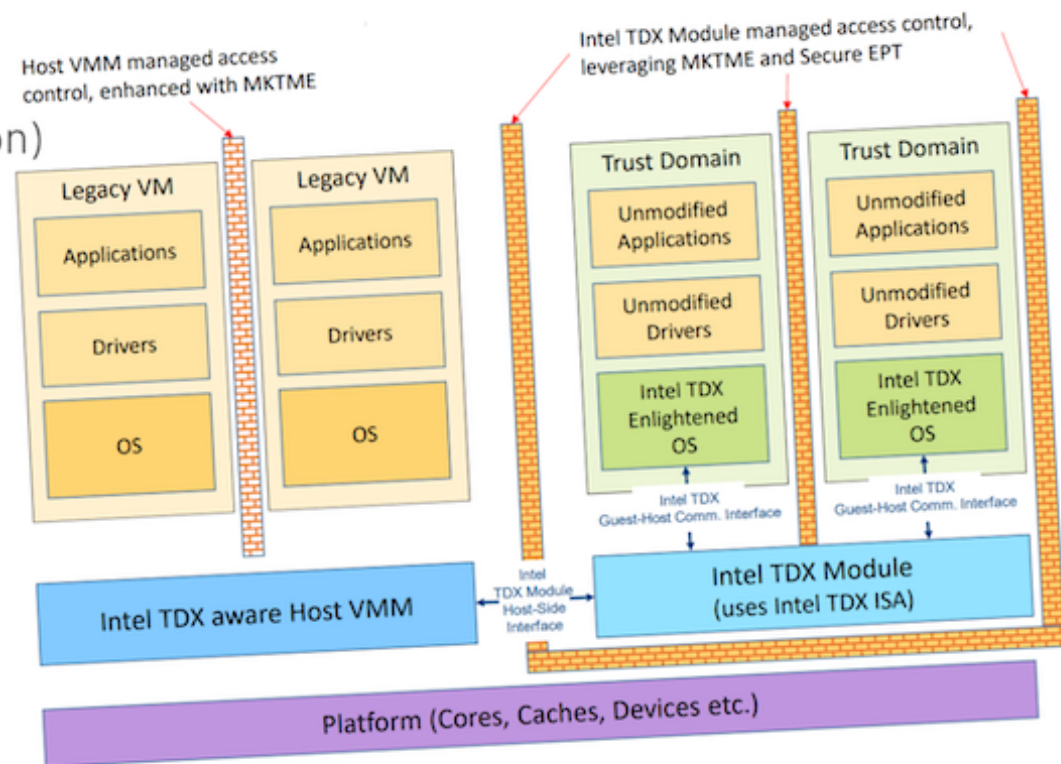 Host VMM managed access
control, enhanced with MKTME
Intel TDX Module managed access control,
leveraging MKTME and Secure EPT
on)
Legacy VM
Applications
Drivers
OS
Legacy VM
Applications
Drivers
OS
Trust Domain
Unmodified
Applications
Unmodified
Drivers
Intel TDX
Enlightened
OS
Trust Domain
Unmodified
Applications
Unmodified
Drivers
Intel TDX
Enlightened
OS
Intel TDX
Guest-Host Comm. Interface
Intel TDX
Guest-Host Comm. Interface
Intel TDX aware Host VMM
Intel
TDX Module
Host-Side
Interface
Intel TDX Module
(uses Intel TDX ISA)
Platform (Cores, Caches, Devices etc.)